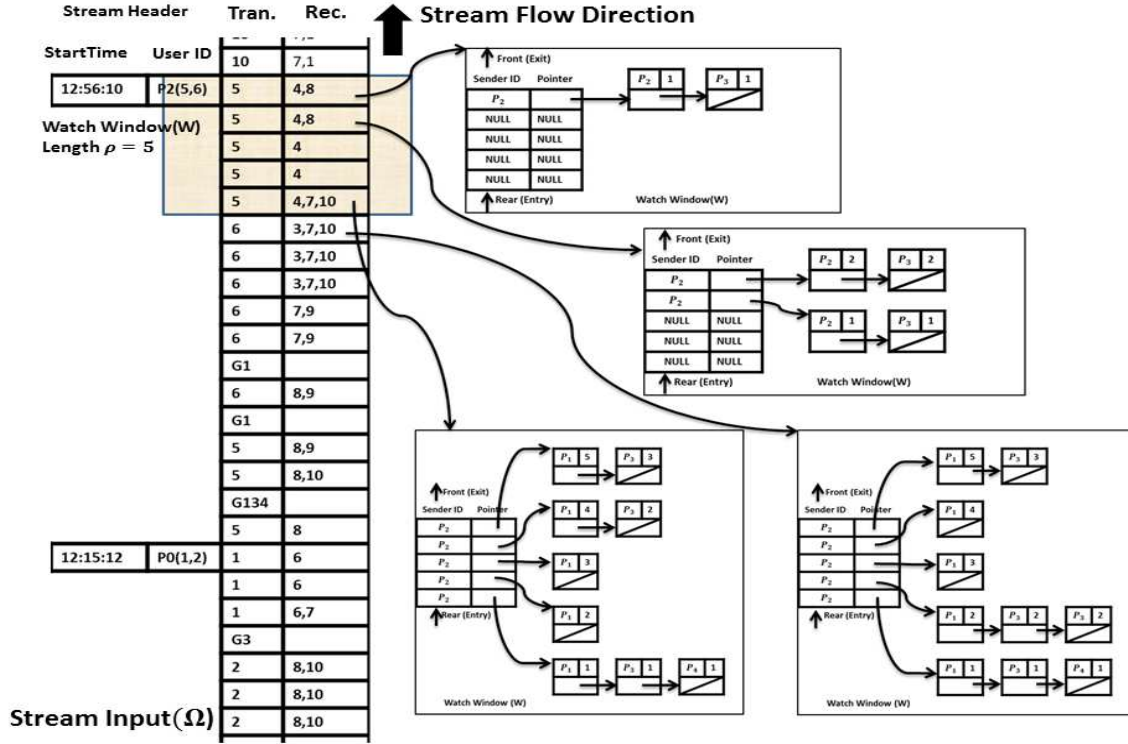 Stream Header Tran. Rec. Stream Flow Direction
StartTime User ID
10 7,1
12:56:10 P2(5,6) 5 4,8
Watch Window(W) 5 4,8
Length ρ = 5 5 4
5 4
5 4,7,10
6 3,7,10
6 3,7,10
6 3,7,10
6 7,9
6 7,9
G1
6 8,9
G1
5 8,9
5 8,10
G134
5 8
12:15:12 P0(1,2) 1 6
1 6
1 6,7
G3
2 8,10
2 8,10
2 8,10
Stream Input(Ω)
Front (Exit)
Sender ID Pointer
P2 P2 1 P3 1
NULL NULL
NULL NULL
NULL NULL
NULL NULL
Rear (Entry) Watch Window(W)
Front (Exit)
Sender ID Pointer
P2 P2 2 P3 2
P2 P2 1 P3 1
NULL NULL
NULL NULL
NULL NULL
Rear (Entry) Watch Window(W)
P1 5 P3 3
Front (Exit)
Sender ID Pointer
P2 P1 4 P3 2
P2
P2 P1 3
P2
P2 P1 2
Rear (Entry)
P1 1 P3 1 P4 1
Watch Window (W)
P1 5 P3 3
Front (Exit)
Sender ID Pointer
P2 P1 4
P2
P2 P1 3
P2
P2
Rear (Entry) P1 2 P2 2 P3 2
P1 1 P3 1 P4 1
Watch Window (W)